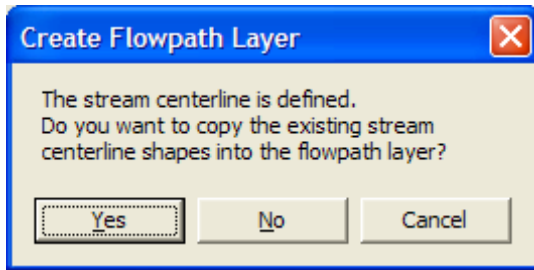 Create Flowpath Layer
The stream centerline is defined.
Do you want to copy the existing stream
centerline shapes into the flowpath layer?
Yes
No
Cancel